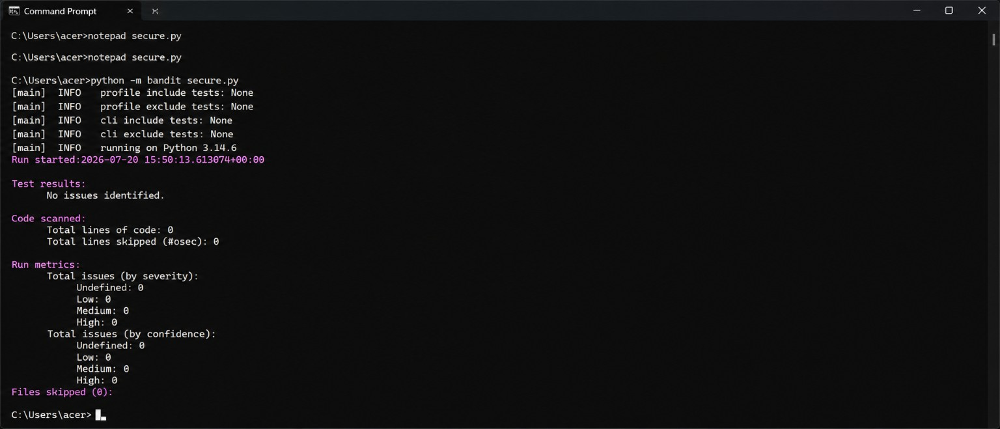 Command Prompt
C:\Users\acer>notepad secure.py
C:\Users\acer>notepad secure.py
C:\Users\acer>python -m bandit secure.py
[main]  INFO   profile include tests: None
[main]  INFO   profile exclude tests: None
[main]  INFO   cli include tests: None
[main]  INFO   cli exclude tests: None
[main]  INFO   running on Python 3.14.6
Run started:2026-07-20 15:50:13.613074+00:00
Test results:
No issues identified.
Code scanned:
Total lines of code: 0
Total lines skipped (#osec): 0
Run metrics:
Total issues (by severity):
Undefined: 0
Low: 0
Medium: 0
High: 0
Total issues (by confidence):
Undefined: 0
Low: 0
Medium: 0
High: 0
Files skipped (0):
C:\Users\acer>